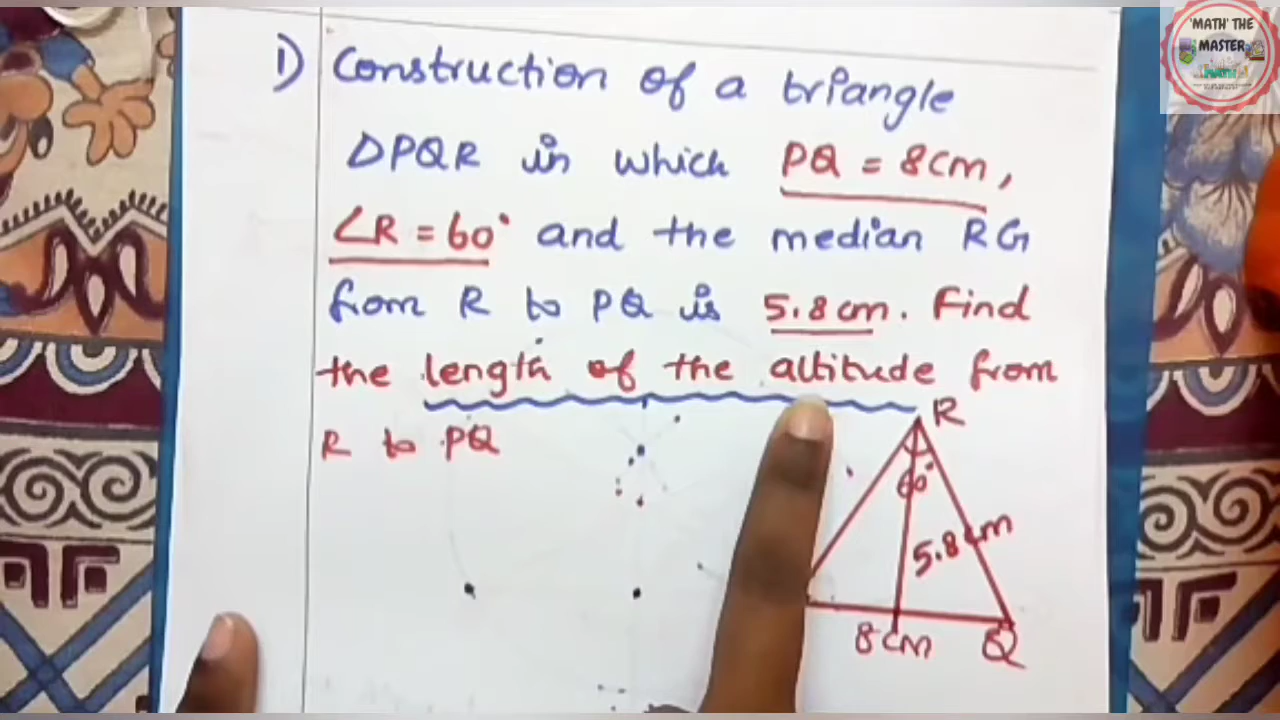 'MATH' THE
MASTER
MATH
1) Construction of a triangle
ΔPQR in which PQ = 8cm,
∠R = 60° and the median RG
from R to PQ is 5.8cm. Find
the length of the altitude from
R to PQ
R
60°
5.8cm
8cm
Q